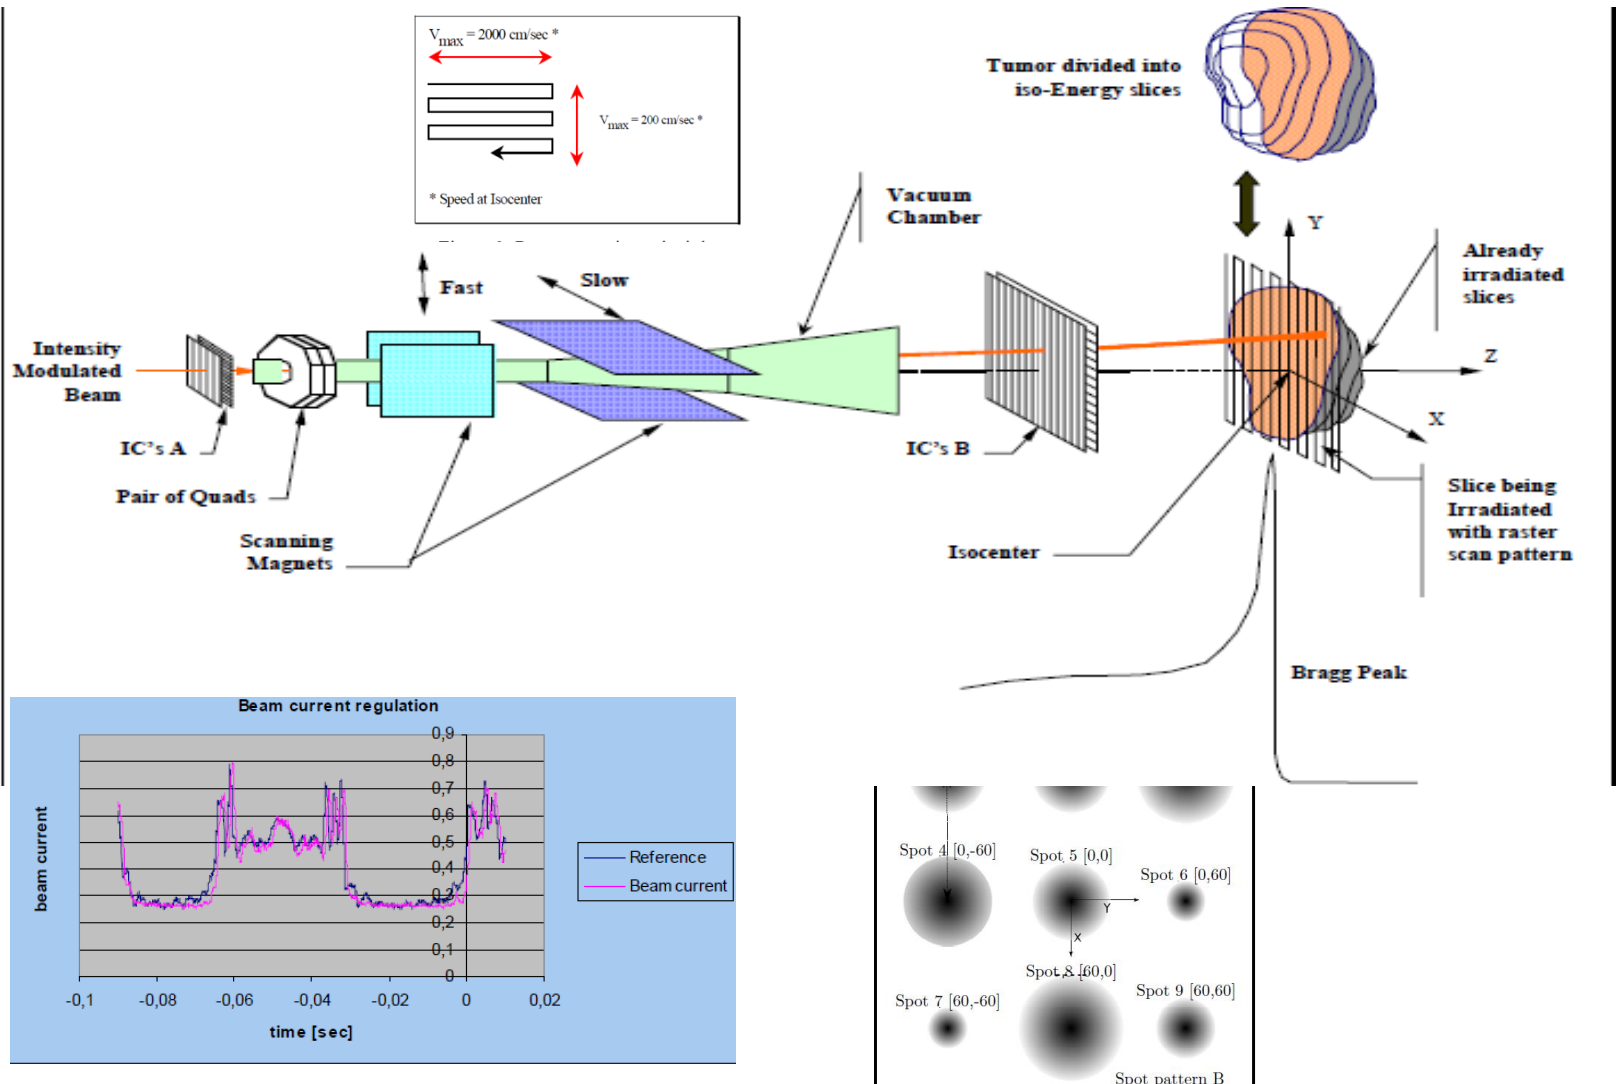 V max = 2000 cm/sec *
V max = 200 cm/sec *
* Speed at Isocenter
Tumor divided into
iso-Energy slices
Vacuum
Chamber
Y
Already
irradiated
slices
Fast
Slow
Intensity
Modulated
Beam
Z
X
IC's A
IC's B
Pair of Quads
Scanning
Magnets
Isocenter
Slice being
Irradiated
with raster
scan pattern
Bragg Peak
Beam current regulation
0,9
0,8
0,7
0,6
0,5
0,4
0,3
0,2
0,1
0
-0,1 -0,08 -0,06 -0,04 -0,02 0 0,02
beam current
time [sec]
Reference
Beam current
Spot 4 [0,-60]
Spot 5 [0,0]
Spot 6 [0,60]
Y
X
Spot 8 [60,0]
Spot 7 [60,-60]
Spot 9 [60,60]
Spot pattern B